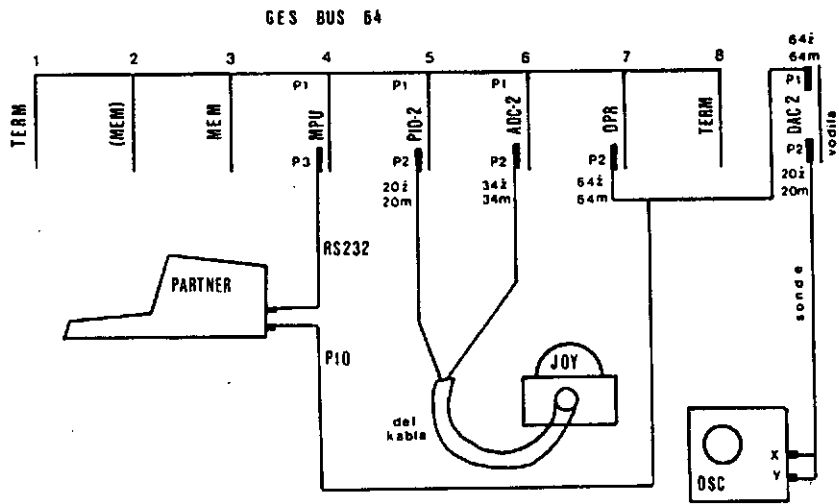 GES BUS 64
1 2 3 4 5 6 7 8
64ž
64m
P1 P1 P1 P1
TERM (MEM) MEM MPU PIO-2 ADC-2 OPR TERM DAC 2 vodila
P3 P2 P2 P2 P2
20ž
20m
34ž
34m
64ž
64m
20ž
20m
RS232
PARTNER
sonde
PIO
JOY
del
kabla
X
Y
OSC